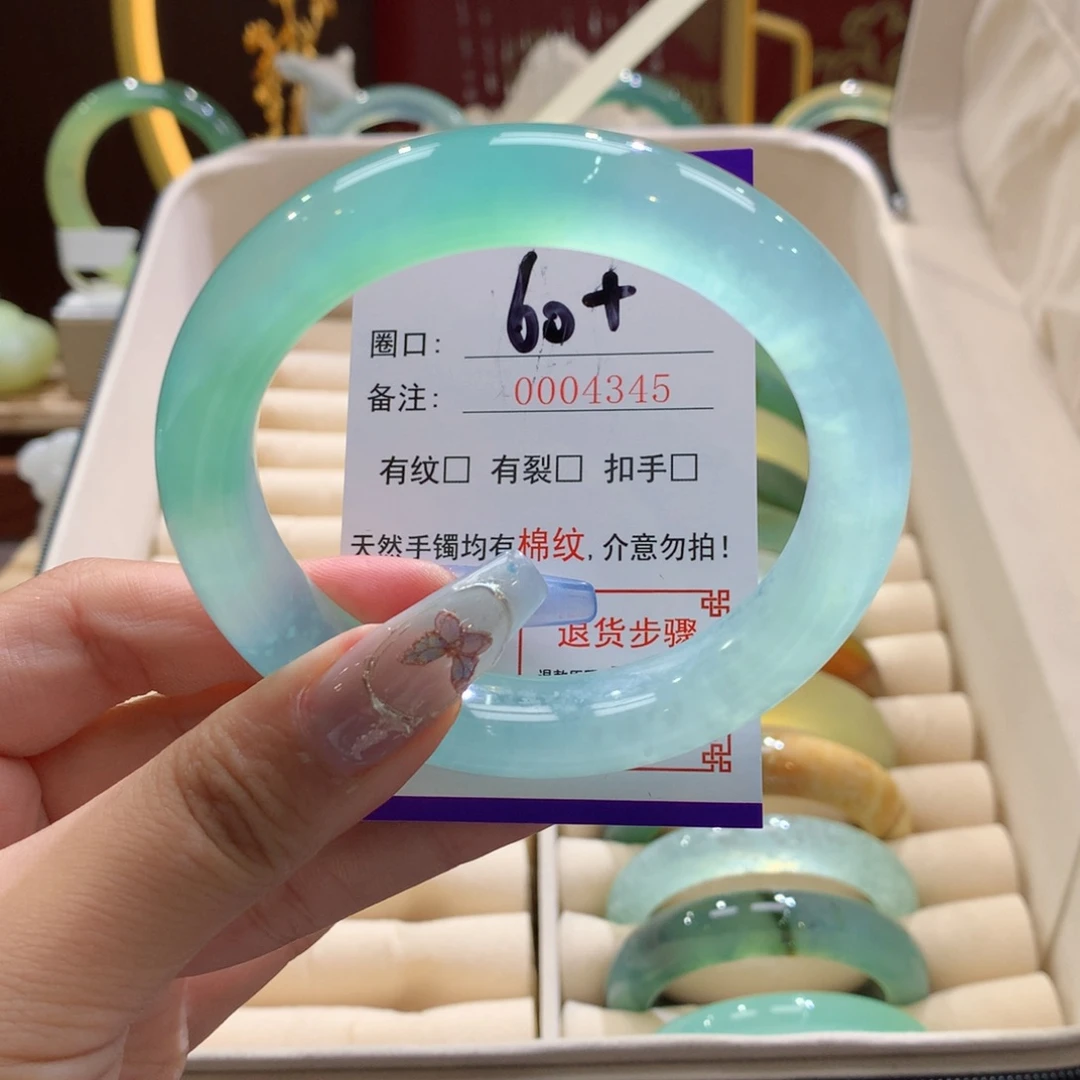 圈口: 60+
备注: 0004345
有纹□ 有裂□ 扣手□
天然手镯均有棉纹, 介意勿拍!
退货步骤